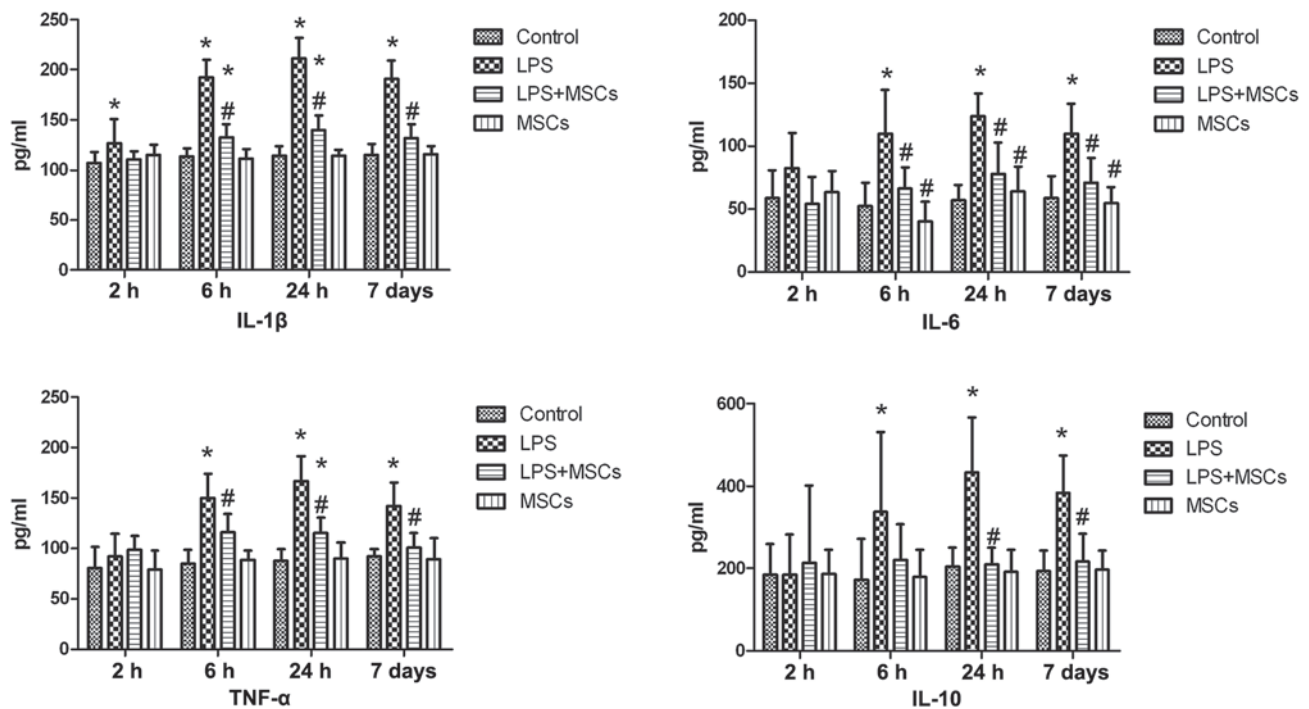 250
200
150
100
50
0
pg/ml
* * * * * *
# # #
2 h 6 h 24 h 7 days
IL-1β
Control
LPS
LPS+MSCs
MSCs
200
150
100
50
0
pg/ml
* * *
# # # # # #
2 h 6 h 24 h 7 days
IL-6
Control
LPS
LPS+MSCs
MSCs
250
200
150
100
50
0
pg/ml
* * * *
# # #
2 h 6 h 24 h 7 days
TNF-α
Control
LPS
LPS+MSCs
MSCs
600
400
200
0
pg/ml
* * *
# #
2 h 6 h 24 h 7 days
IL-10
Control
LPS
LPS+MSCs
MSCs